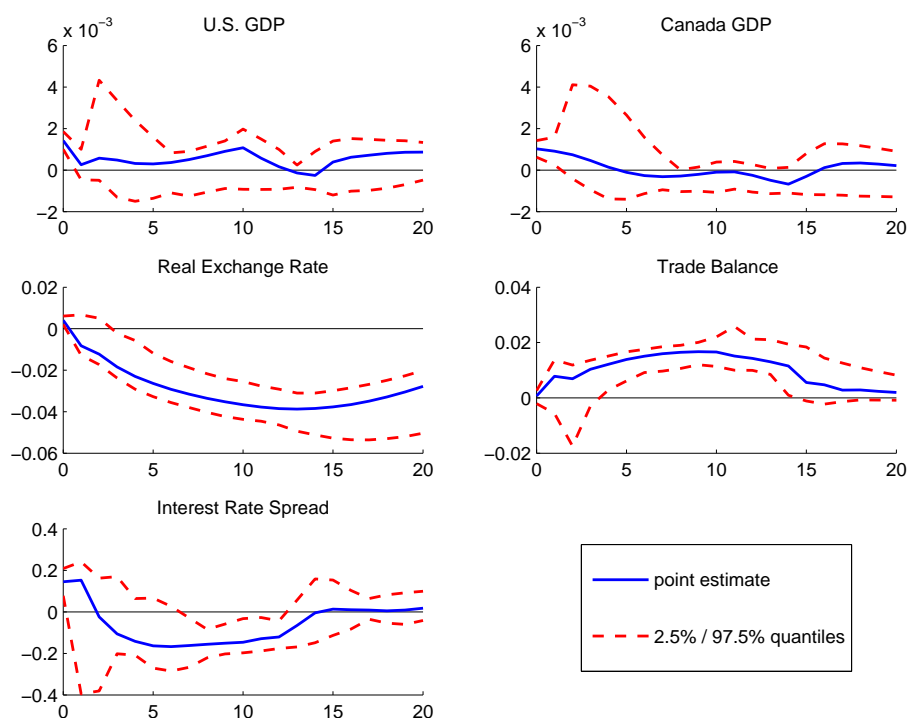 U.S. GDP
x 10⁻³
6
4
2
0
−2
0 5 10 15 20
Canada GDP
x 10⁻³
6
4
2
0
−2
0 5 10 15 20
Real Exchange Rate
0.02
0
−0.02
−0.04
−0.06
0 5 10 15 20
Trade Balance
0.04
0.02
0
−0.02
0 5 10 15 20
Interest Rate Spread
0.4
0.2
0
−0.2
−0.4
0 5 10 15 20
point estimate
2.5% / 97.5% quantiles